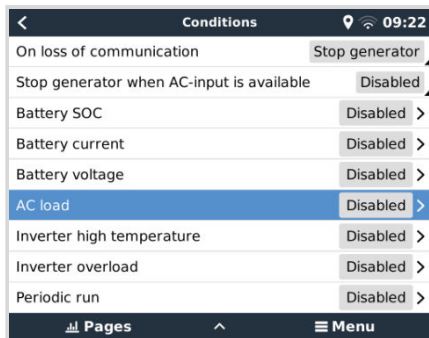 Conditions 09:22
On loss of communication Stop generator
Stop generator when AC-input is available Disabled
Battery SOC Disabled
Battery current Disabled
Battery voltage Disabled
AC load Disabled
Inverter high temperature Disabled
Inverter overload Disabled
Periodic run Disabled
Pages Menu